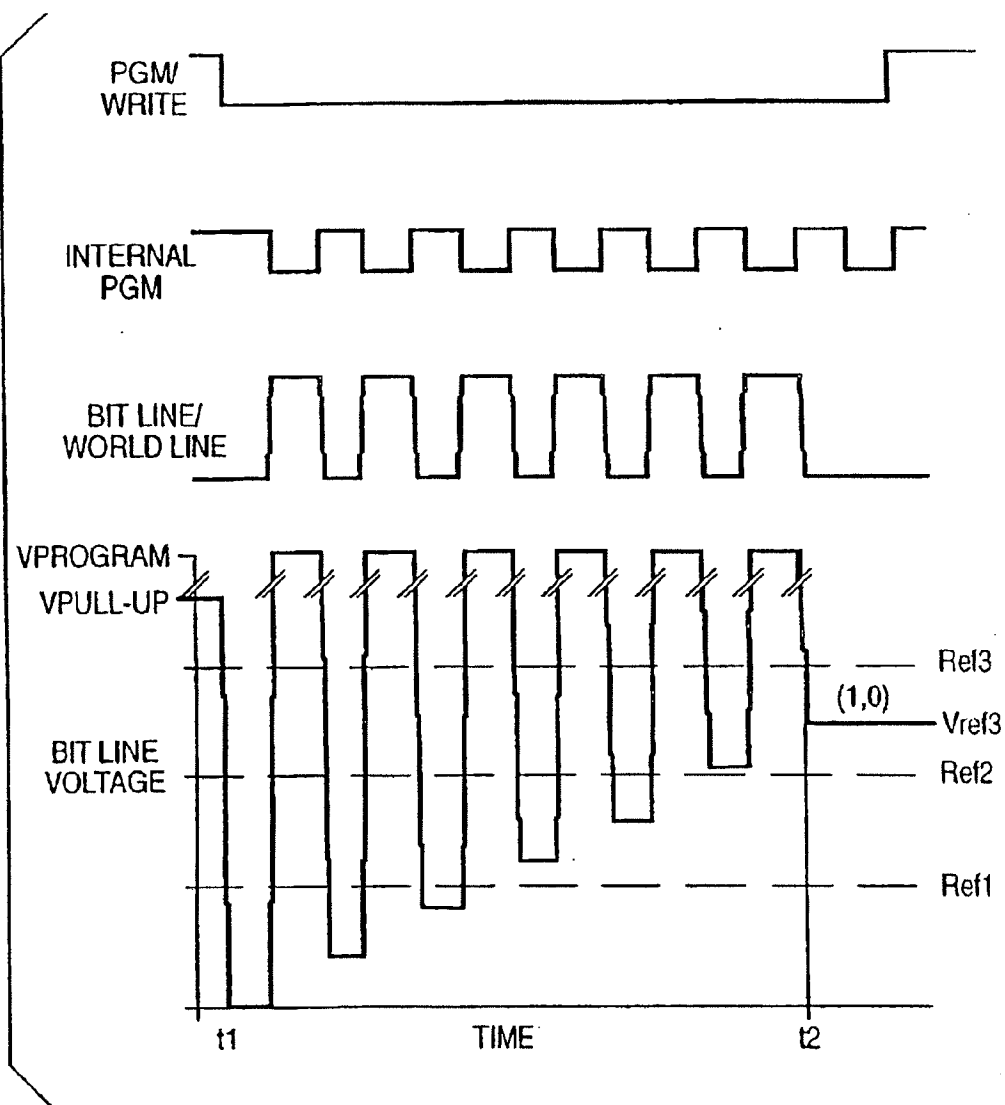 PGM/
WRITE
INTERNAL
PGM
BIT LINE/
WORLD LINE
VPROGRAM
VPULL-UP
Ref3
(1,0)
Vref3
BIT LINE
VOLTAGE
Ref2
Ref1
t1
TIME
t2